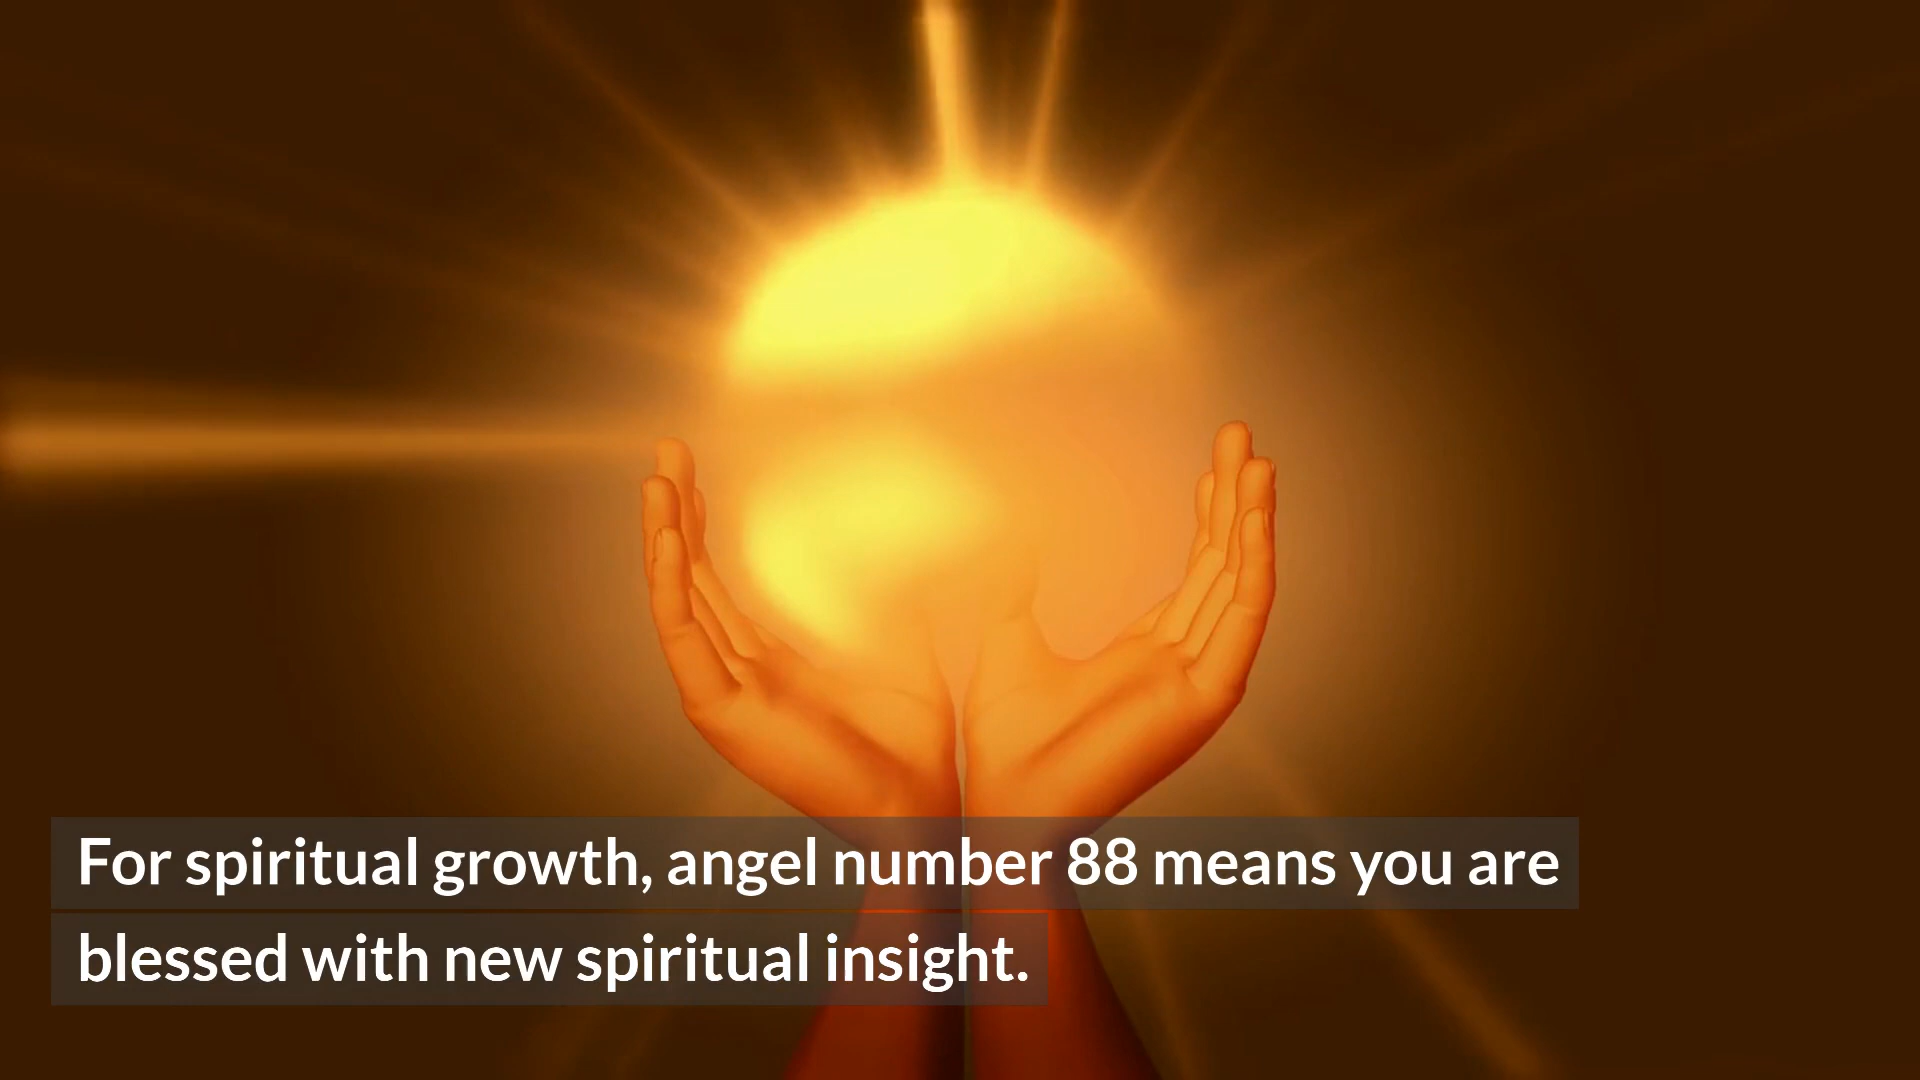 For spiritual growth, angel number 88 means you are
blessed with new spiritual insight.